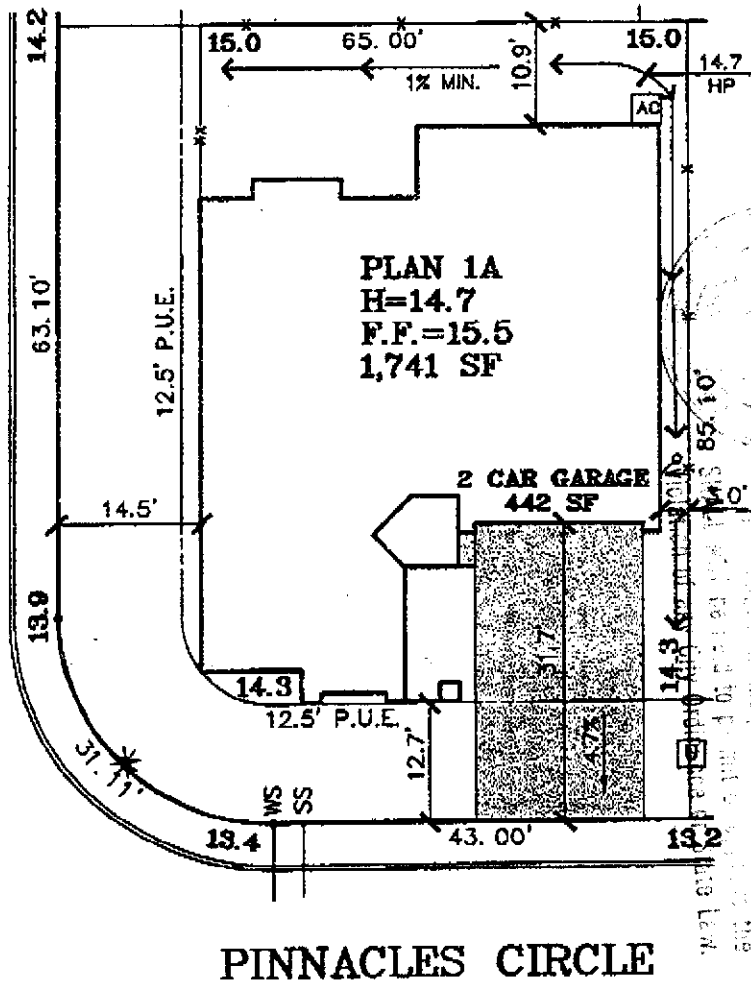 14.2
15.0
65.00'
15.0
1% MIN.
10.9'
14.7
HP
AC
63.10'
12.5' P.U.E.
PLAN 1A
H=14.7
F.F.=15.5
1,741 SF
85.10'
2 CAR GARAGE
442 SF
14.5'
13.9
31.7'
14.3
14.3
12.5' P.U.E.
12.7'
4.7%
31.11'
WS
SS
13.4
43.00'
13.2
PINNACLES CIRCLE